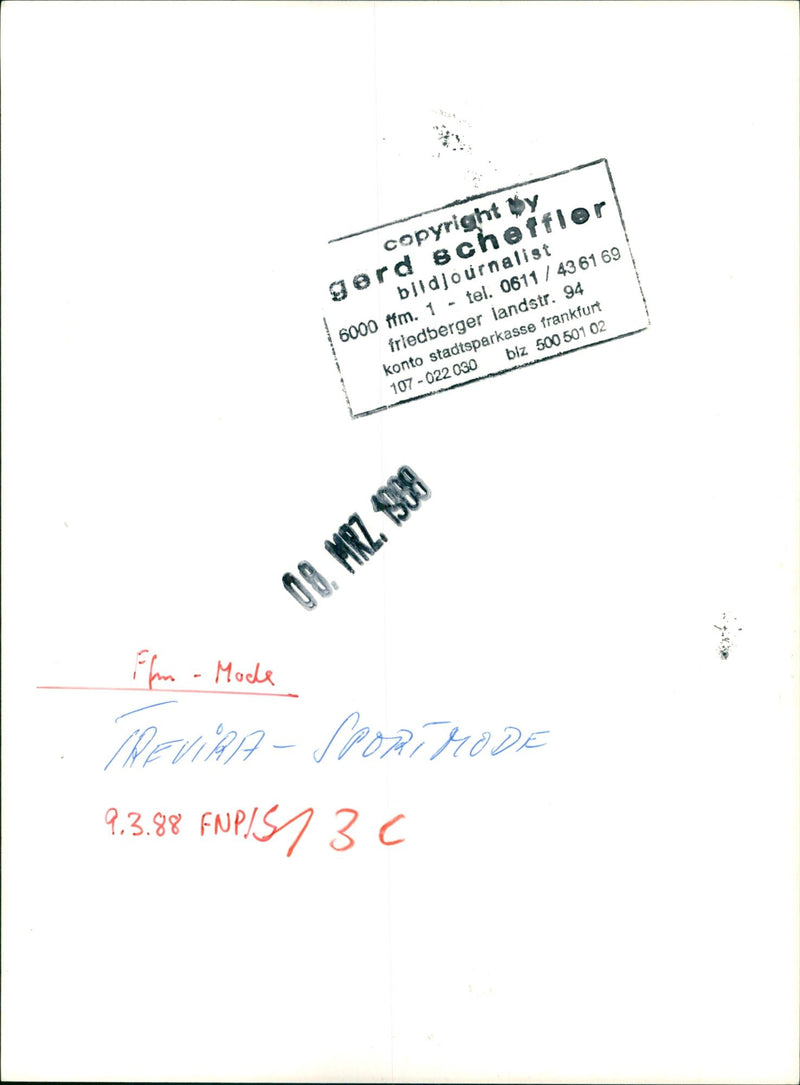 copyright by
gerd scheffler
bildjournalist
6000 ffm. 1 - tel. 0611 / 43 61 69
friedberger landstr. 94
konto stadtsparkasse frankfurt
107 - 022 030 blz 500 501 02
08. MRZ. 1988
Ffm - Mode
TREVIRA - SPORTMODE
9.3.88 FNP/S/ 3 c